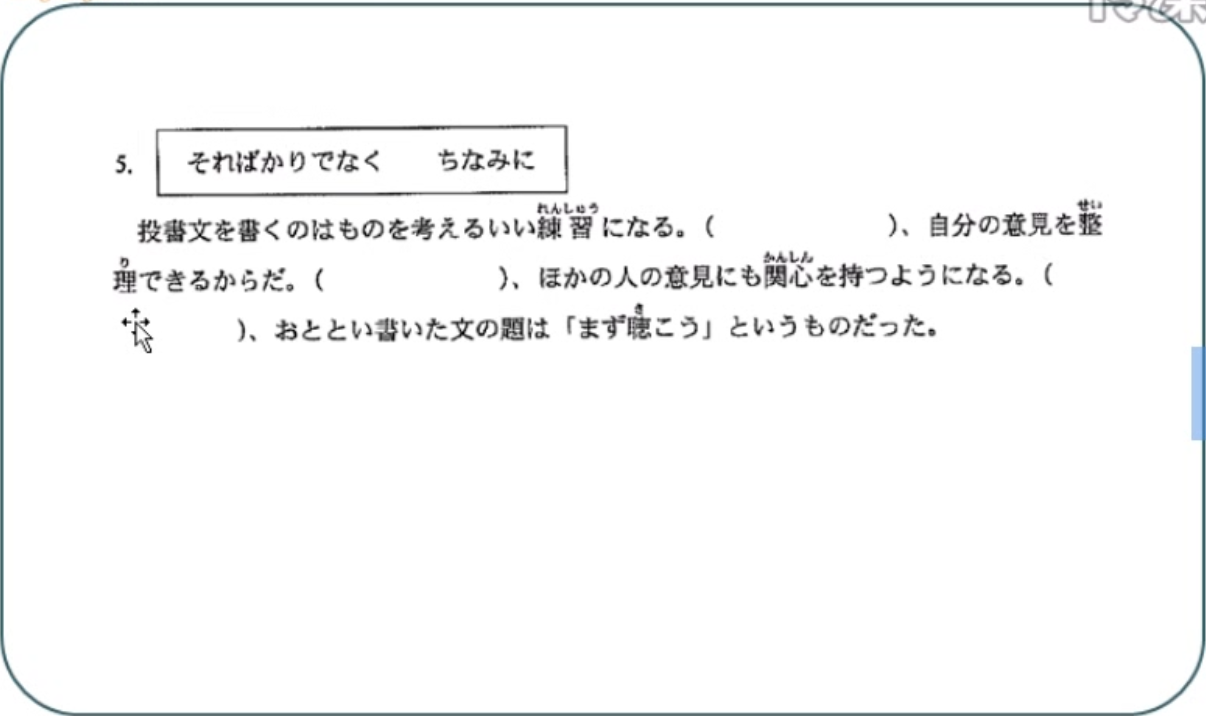 5. そればかりでなく ちなみに
投書文を書くのはものを考えるいい練習になる。( )、自分の意見を整
理できるからだ。( )、ほかの人の意見にも関心を持つようになる。(
)、おととい書いた文の題は「まず聴こう」というものだった。